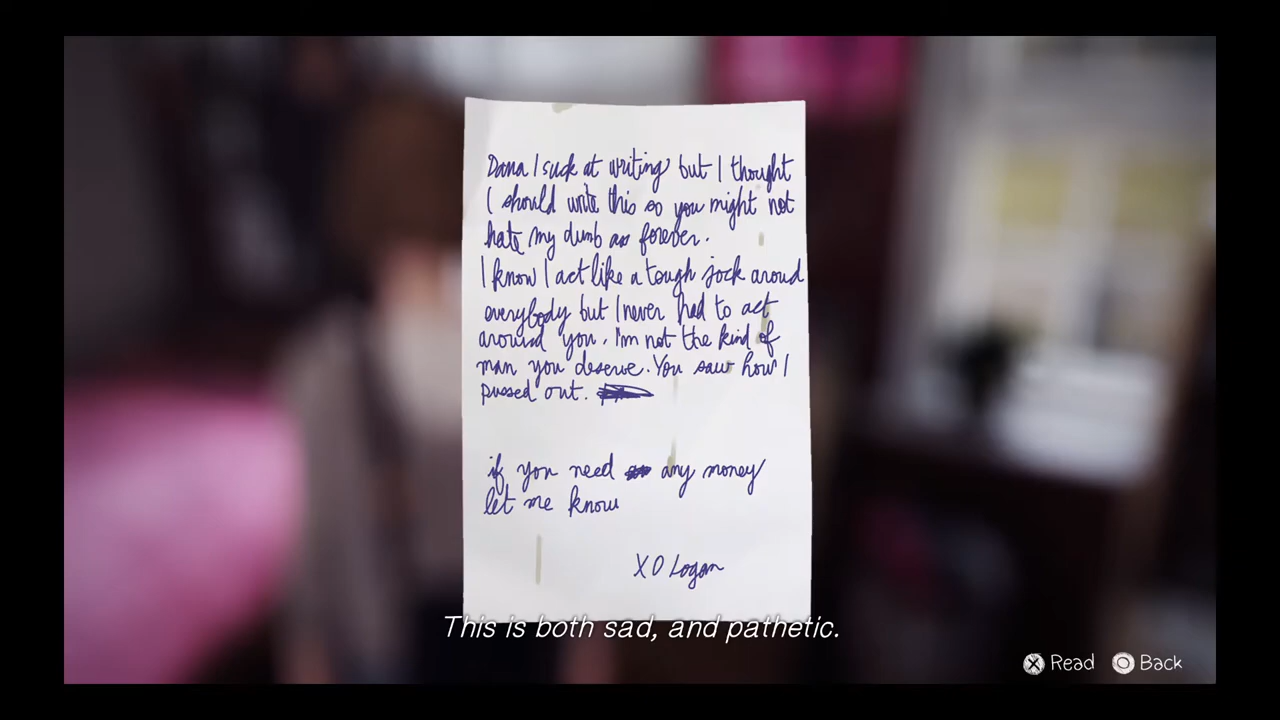 Dana I suck at writing but I thought
I should write this so you might not
hate my dumb ass forever.
I know I act like a tough jock aroud
everybody but I never had to act
around you. I'm not the kind of
man you deserve. You saw how I
pussed out.
if you need any money
let me know
XO Logan
This is both sad, and pathetic.
Read Back